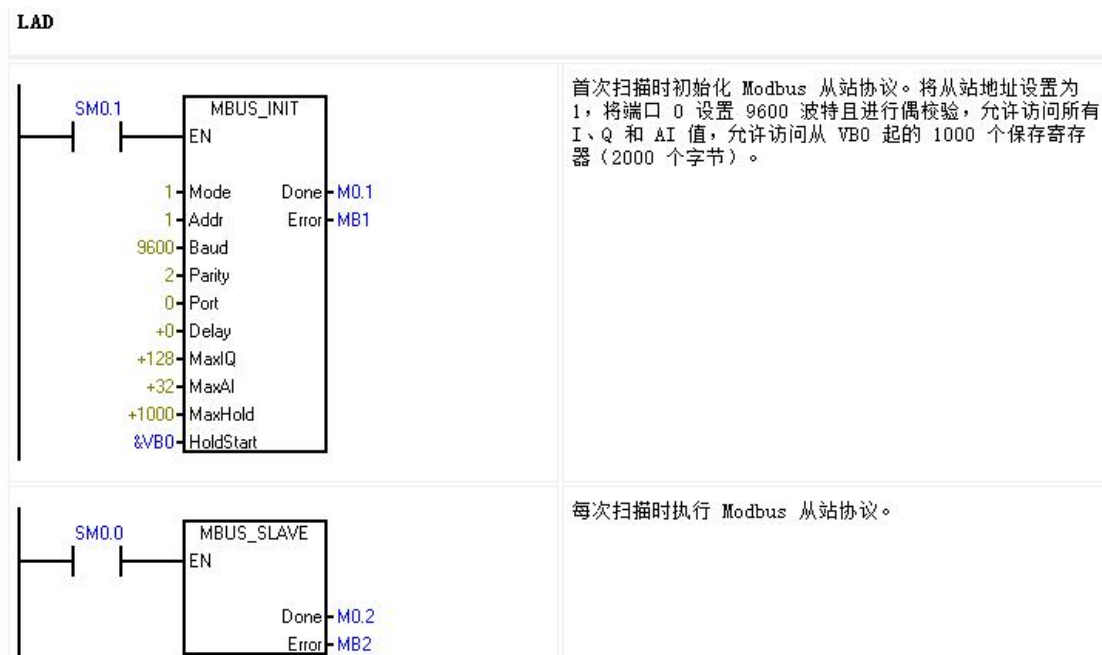 LAD
SM0.1
MBUS_INIT
EN
1 Mode Done M0.1
1 Addr Error MB1
9600 Baud
2 Parity
0 Port
+0 Delay
+128 MaxIQ
+32 MaxAI
+1000 MaxHold
&VB0 HoldStart
首次扫描时初始化 Modbus 从站协议。将从站地址设置为
1，将端口 0 设置 9600 波特且进行偶校验，允许访问所有
I、Q 和 AI 值，允许访问从 VB0 起的 1000 个保存寄存
器（2000 个字节）。
SM0.0
MBUS_SLAVE
EN
Done M0.2
Error MB2
每次扫描时执行 Modbus 从站协议。